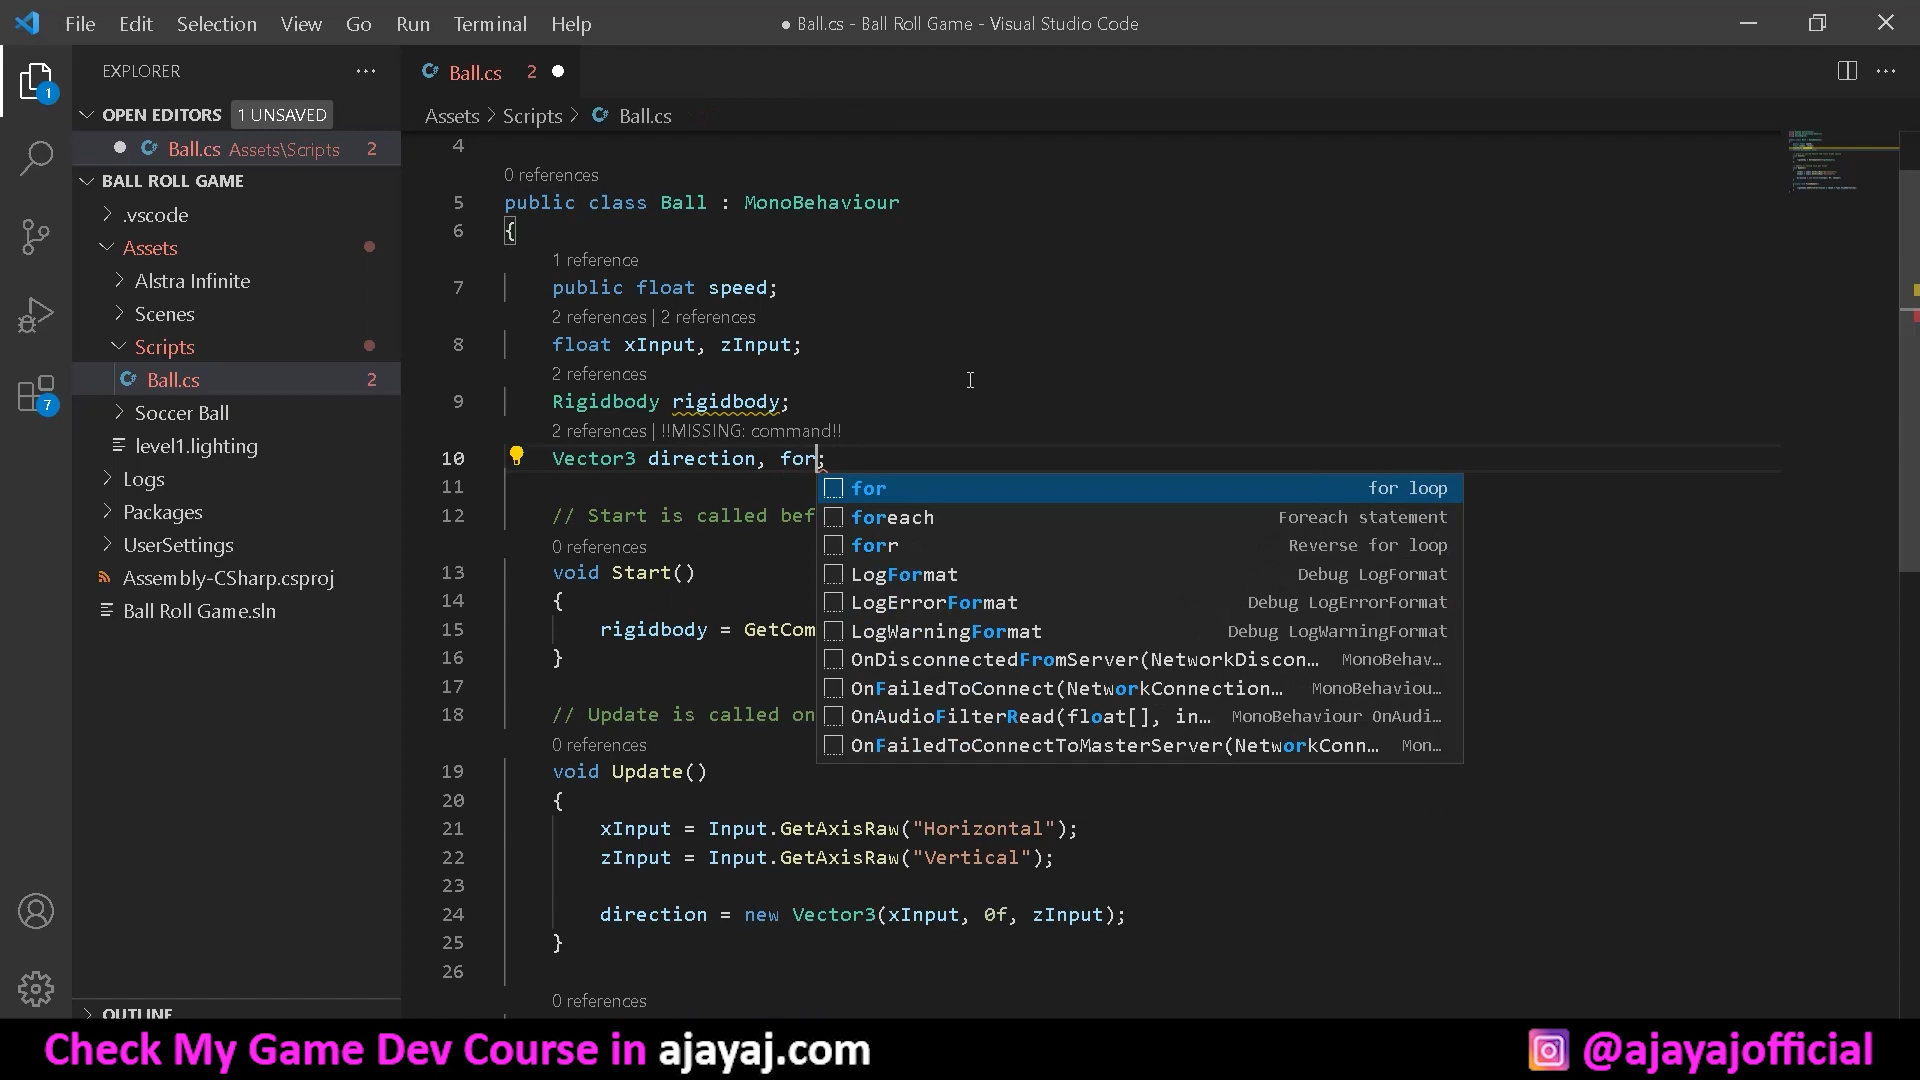 File Edit Selection View Go Run Terminal Help
● Ball.cs - Ball Roll Game - Visual Studio Code
EXPLORER
OPEN EDITORS 1 UNSAVED
Ball.cs Assets\Scripts 2
BALL ROLL GAME
.vscode
Assets
Alstra Infinite
Scenes
Scripts
Ball.cs 2
Soccer Ball
level1.lighting
Logs
Packages
UserSettings
Assembly-CSharp.csproj
Ball Roll Game.sln
OUTLINE
1
7
Ball.cs 2
Assets > Scripts > Ball.cs
4
0 references
5 public class Ball : MonoBehaviour
6 {
1 reference
7 public float speed;
2 references | 2 references
8 float xInput, zInput;
2 references
9 Rigidbody rigidbody;
2 references | !!MISSING: command!!
10 Vector3 direction, for;
11
12 // Start is called bef
0 references
13 void Start()
14 {
15 rigidbody = GetCom
16 }
17
18 // Update is called on
0 references
19 void Update()
20 {
21 xInput = Input.GetAxisRaw("Horizontal");
22 zInput = Input.GetAxisRaw("Vertical");
23
24 direction = new Vector3(xInput, 0f, zInput);
25 }
26
0 references
for for loop
foreach Foreach statement
forr Reverse for loop
LogFormat Debug LogFormat
LogErrorFormat Debug LogErrorFormat
LogWarningFormat Debug LogWarningFormat
OnDisconnectedFromServer(NetworkDiscon… MonoBehav…
OnFailedToConnect(NetworkConnection… MonoBehaviou…
OnAudioFilterRead(float[], in… MonoBehaviour OnAudi…
OnFailedToConnectToMasterServer(NetworkConn… Mon…
Check My Game Dev Course in ajayaj.com
@ajayajofficial